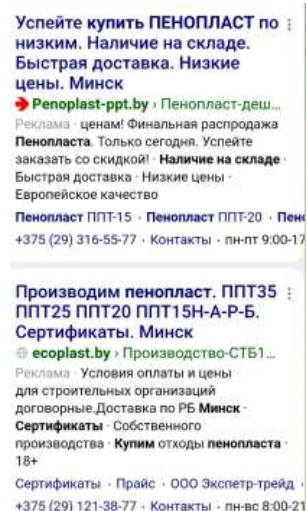 Успейте купить ПЕНОПЛАСТ по
низким. Наличие на складе.
Быстрая доставка. Низкие
цены. Минск
Penoplast-ppt.by › Пенопласт-деш...
Реклама · ценам! Финальная распродажа
Пенопласта. Только сегодня. Успейте
заказать со скидкой! · Наличие на складе ·
Быстрая доставка · Низкие цены ·
Европейское качество
Пенопласт ППТ-15 · Пенопласт ППТ-20 · Пен
+375 (29) 316-55-77 · Контакты · пн-пт 9:00-17
Производим пенопласт. ППТ35
ППТ25 ППТ20 ППТ15Н-А-Р-Б.
Сертификаты. Минск
ecoplast.by › Производство-СТБ1...
Реклама · Условия оплаты и цены
для строительных организаций
договорные.Доставка по РБ Минск ·
Сертификаты · Собственного
производства · Купим отходы пенопласта ·
18+
Сертификаты · Прайс · ООО Экспетр-трейд ·
+375 (29) 121-38-77 · Контакты · пн-вс 8:00-21